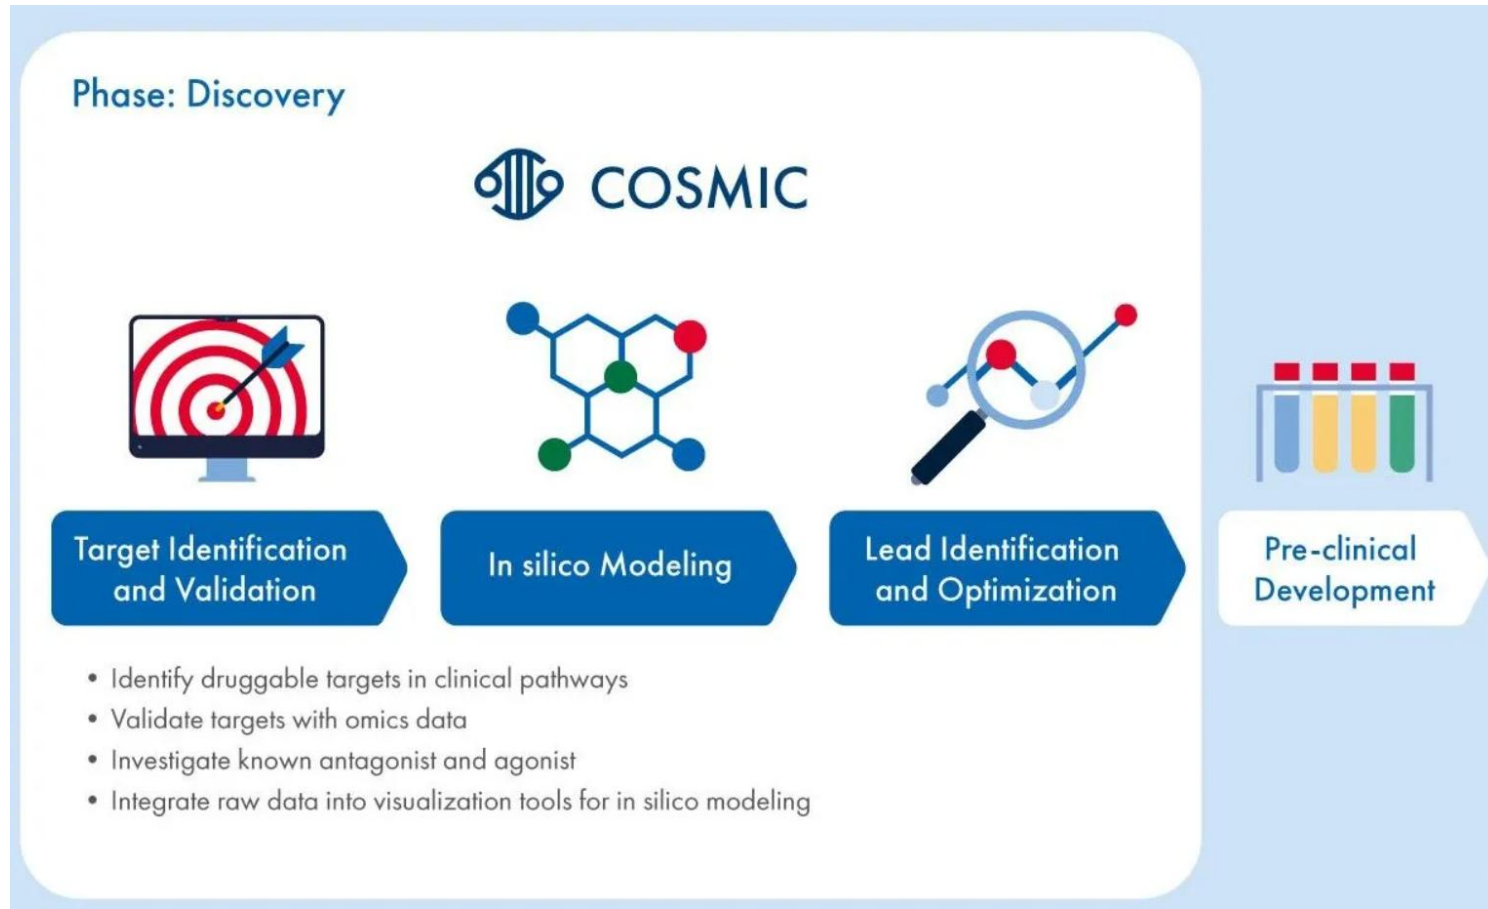 Phase: Discovery
COSMIC
Target Identification
and Validation
In silico Modeling
Lead Identification
and Optimization
Pre-clinical
Development
• Identify druggable targets in clinical pathways
• Validate targets with omics data
• Investigate known antagonist and agonist
• Integrate raw data into visualization tools for in silico modeling